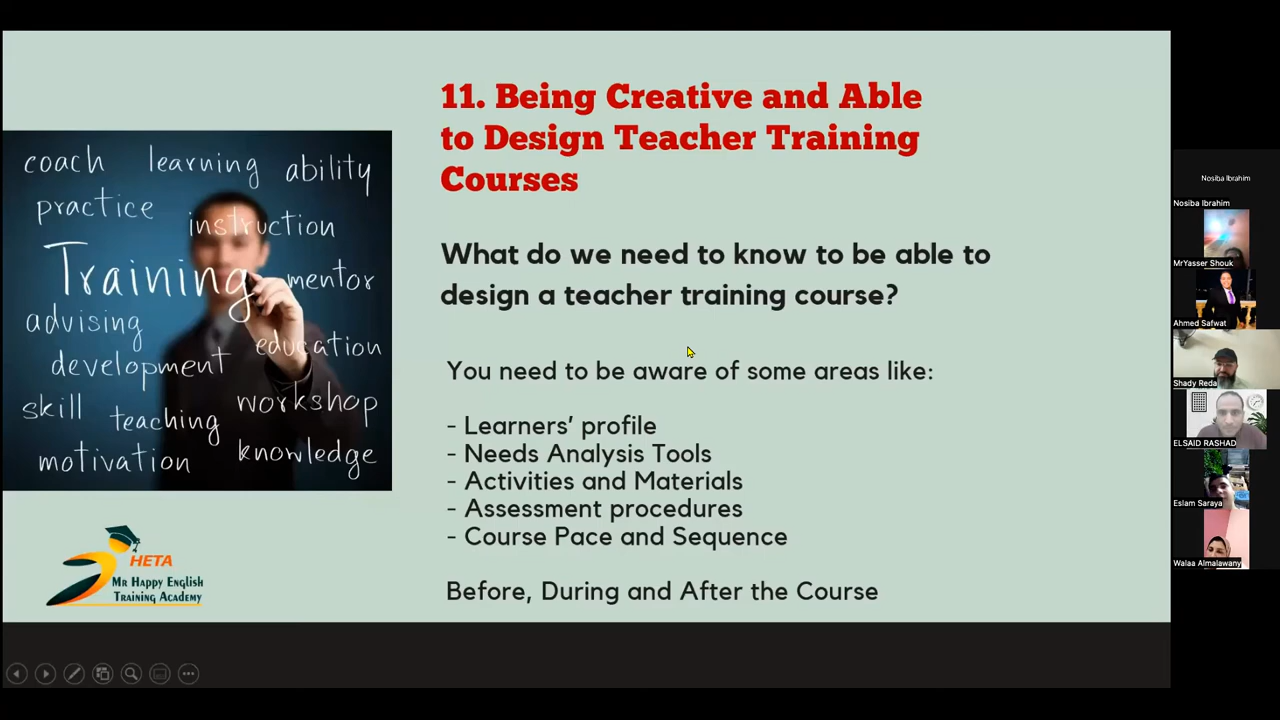 11. Being Creative and Able
to Design Teacher Training
Courses
What do we need to know to be able to
design a teacher training course?
You need to be aware of some areas like:
- Learners’ profile
- Needs Analysis Tools
- Activities and Materials
- Assessment procedures
- Course Pace and Sequence
Before, During and After the Course
coach learning ability
practice instruction
Training mentor
advising
development education
skill teaching workshop
motivation knowledge
HETA
Mr Happy English
Training Academy
Nosiba Ibrahim
Nosiba Ibrahim
MrYasser Shouk
Ahmed Safwat
Shady Reda
ELSAID RASHAD
Eslam Saraya
Walaa Almalawany